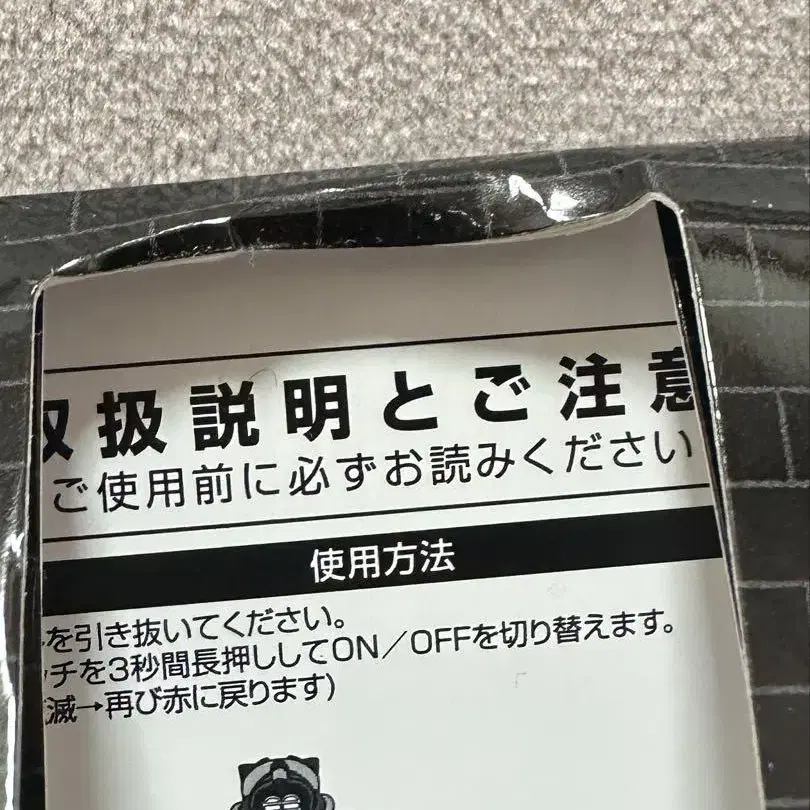 取扱説明とご注意
ご使用前に必ずお読みください
使用方法
を引き抜いてください。
ッチを3秒間長押ししてON／OFFを切り替えます。
滅→再び赤に戻ります)